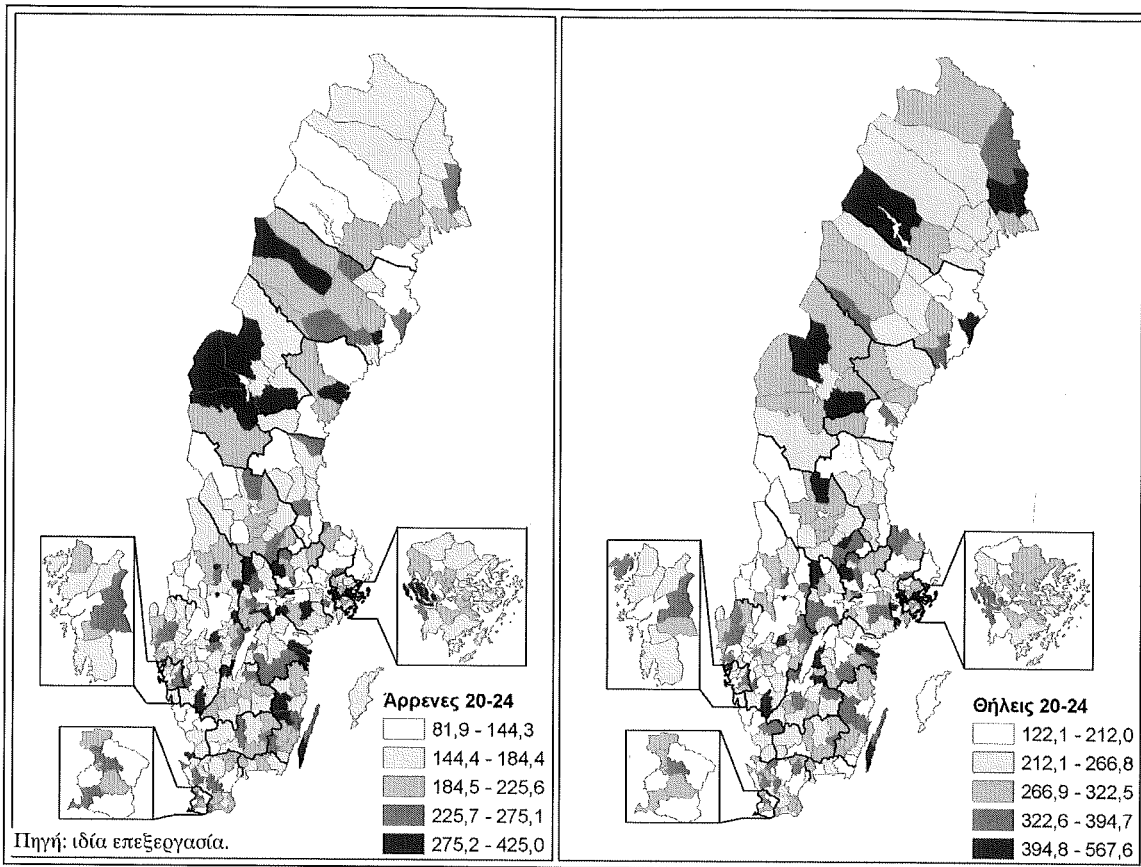 Άρρενες 20-24
81,9 - 144,3
144,4 - 184,4
184,5 - 225,6
225,7 - 275,1
275,2 - 425,0
Πηγή: ιδία επεξεργασία.
Θήλεις 20-24
122,1 - 212,0
212,1 - 266,8
266,9 - 322,5
322,6 - 394,7
394,8 - 567,6